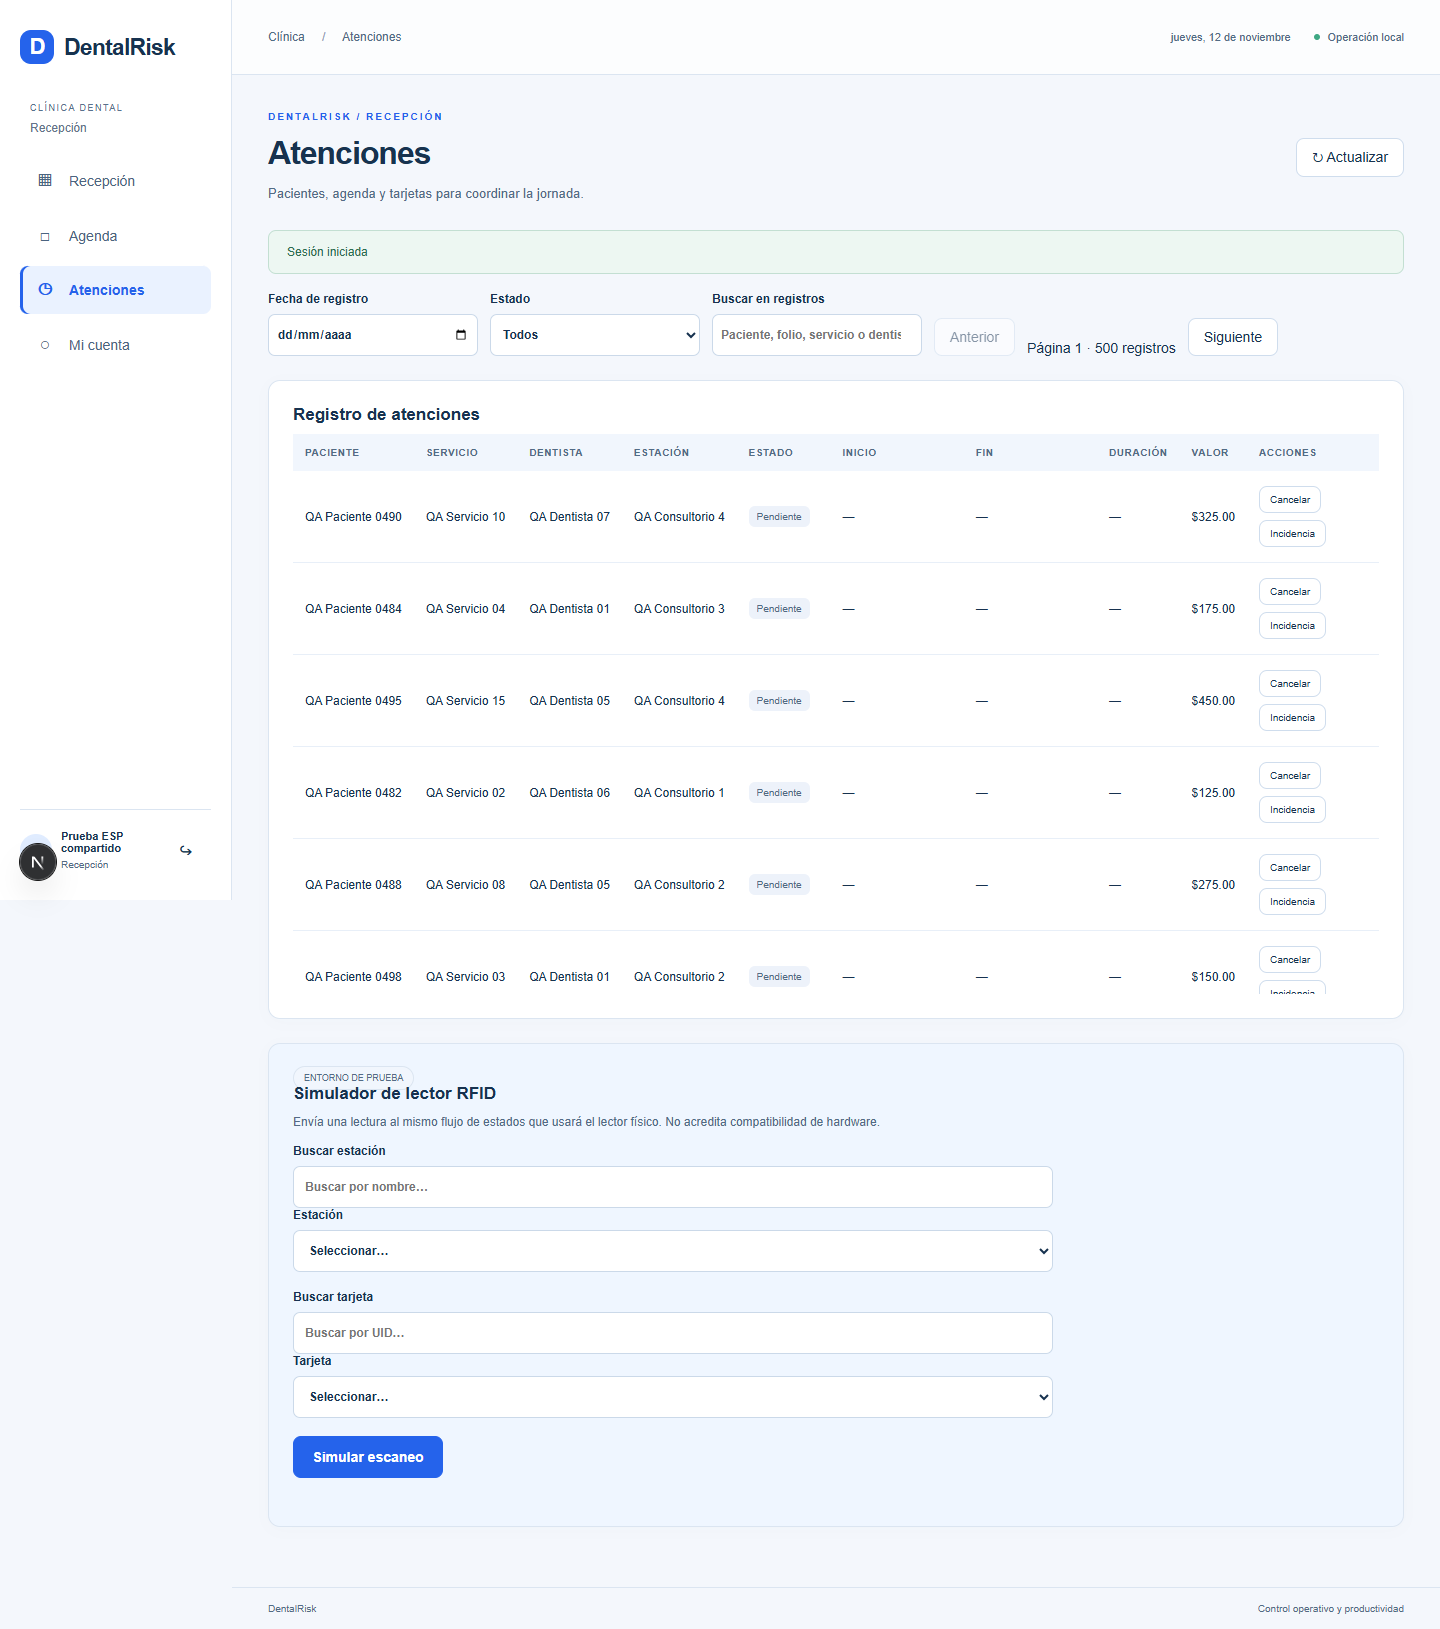 D DentalRisk
CLÍNICA DENTAL
Recepción
Recepción
Agenda
Atenciones
Mi cuenta
Prueba ESP
compartido
Recepción
N
Clínica / Atenciones
jueves, 12 de noviembre
Operación local
DENTALRISK / RECEPCIÓN
Atenciones
Pacientes, agenda y tarjetas para coordinar la jornada.
↻ Actualizar
Sesión iniciada
Fecha de registro Estado Buscar en registros
dd/mm/aaaa Todos Paciente, folio, servicio o dentis Anterior Página 1 · 500 registros Siguiente
Registro de atenciones
PACIENTE SERVICIO DENTISTA ESTACIÓN ESTADO INICIO FIN DURACIÓN VALOR ACCIONES
QA Paciente 0490 QA Servicio 10 QA Dentista 07 QA Consultorio 4 Pendiente — — — $325.00 Cancelar
Incidencia
QA Paciente 0484 QA Servicio 04 QA Dentista 01 QA Consultorio 3 Pendiente — — — $175.00 Cancelar
Incidencia
QA Paciente 0495 QA Servicio 15 QA Dentista 05 QA Consultorio 4 Pendiente — — — $450.00 Cancelar
Incidencia
QA Paciente 0482 QA Servicio 02 QA Dentista 06 QA Consultorio 1 Pendiente — — — $125.00 Cancelar
Incidencia
QA Paciente 0488 QA Servicio 08 QA Dentista 05 QA Consultorio 2 Pendiente — — — $275.00 Cancelar
Incidencia
QA Paciente 0498 QA Servicio 03 QA Dentista 01 QA Consultorio 2 Pendiente — — — $150.00 Cancelar
Incidencia
ENTORNO DE PRUEBA
Simulador de lector RFID
Envía una lectura al mismo flujo de estados que usará el lector físico. No acredita compatibilidad de hardware.
Buscar estación
Buscar por nombre...
Estación
Seleccionar...
Buscar tarjeta
Buscar por UID...
Tarjeta
Seleccionar...
Simular escaneo
DentalRisk
Control operativo y productividad